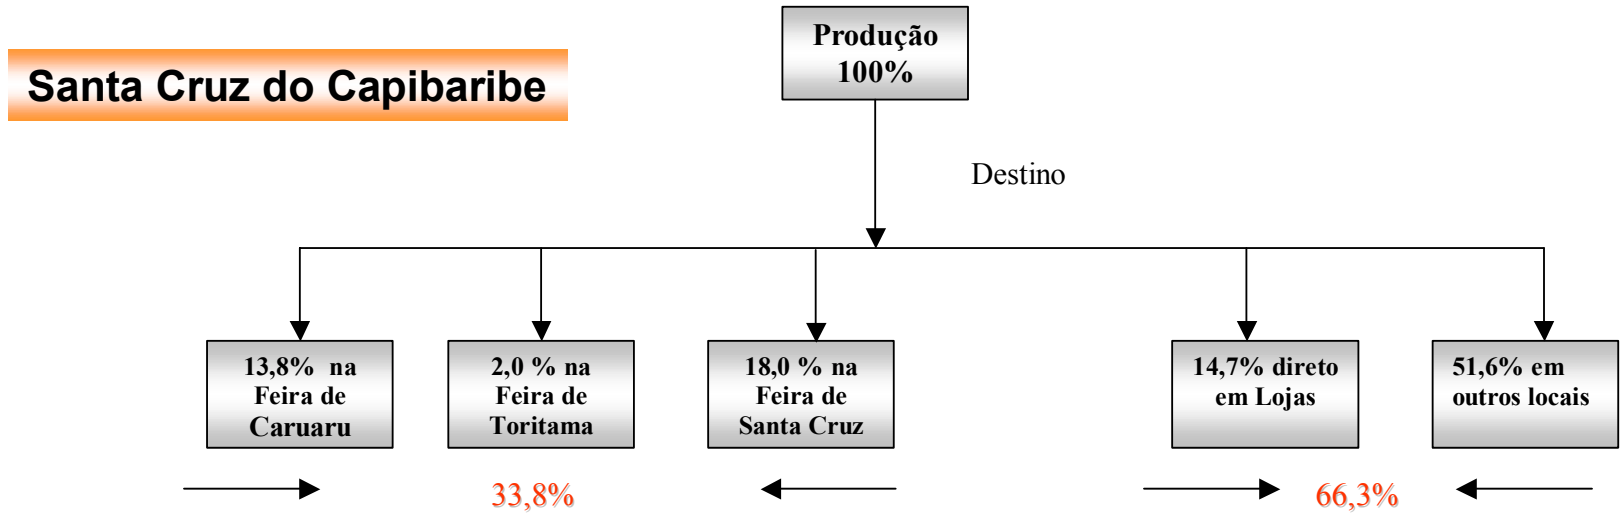 Santa Cruz do Capibaribe
Produção
100%
Destino
13,8% na
Feira de
Caruaru
2,0 % na
Feira de
Toritama
18,0 % na
Feira de
Santa Cruz
14,7% direto
em Lojas
51,6% em
outros locais
33,8%
66,3%